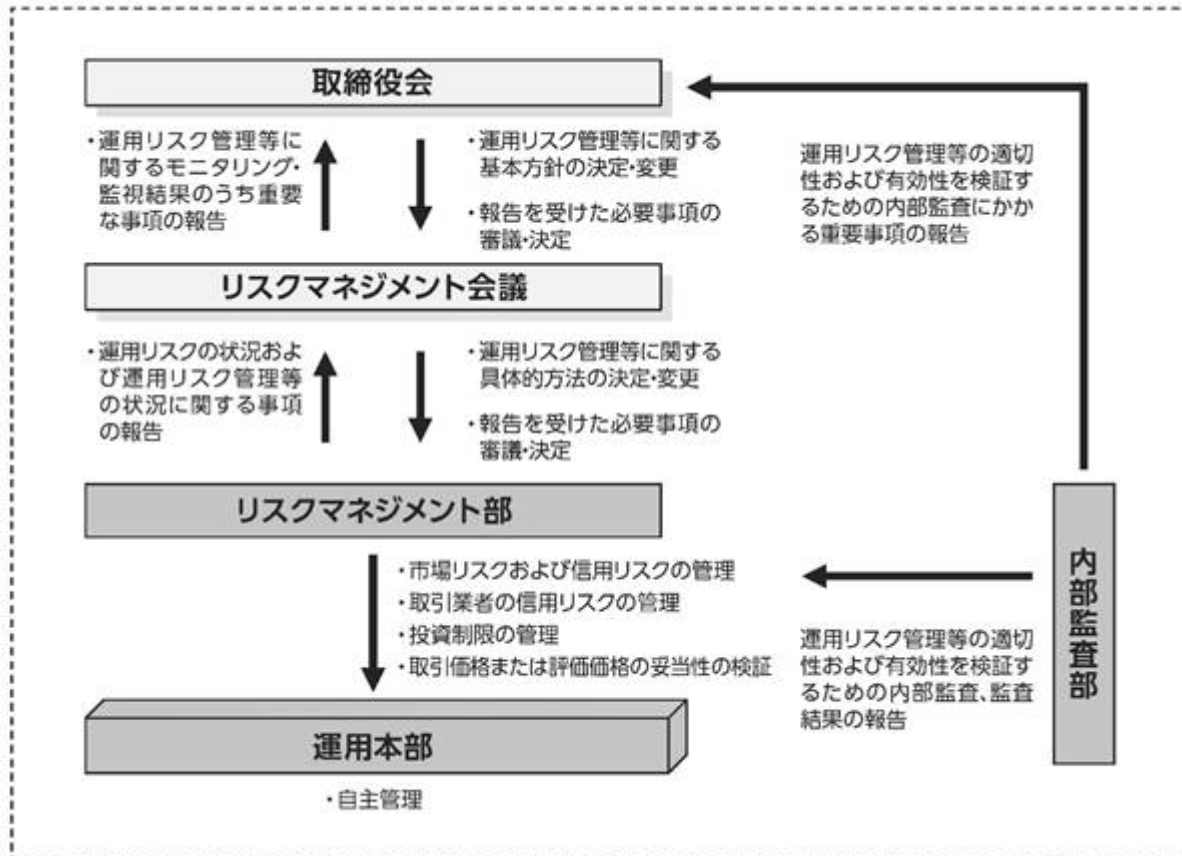 取締役会
・運用リスク管理等に
関するモニタリング・
監視結果のうち重要
な事項の報告
・運用リスク管理等に関する
基本方針の決定・変更
・報告を受けた必要事項の
審議・決定
運用リスク管理等の適切
性および有効性を検証す
るための内部監査にかか
る重要事項の報告
リスクマネジメント会議
・運用リスクの状況およ
び運用リスク管理等
の状況に関する事項
の報告
・運用リスク管理等に関する
具体的方法の決定・変更
・報告を受けた必要事項の
審議・決定
リスクマネジメント部
・市場リスクおよび信用リスクの管理
・取引業者の信用リスクの管理
・投資制限の管理
・取引価格または評価価格の妥当性の検証
運用リスク管理等の適切
性および有効性を検証す
るための内部監査、監査
結果の報告
内部監査部
運用本部
・自主管理